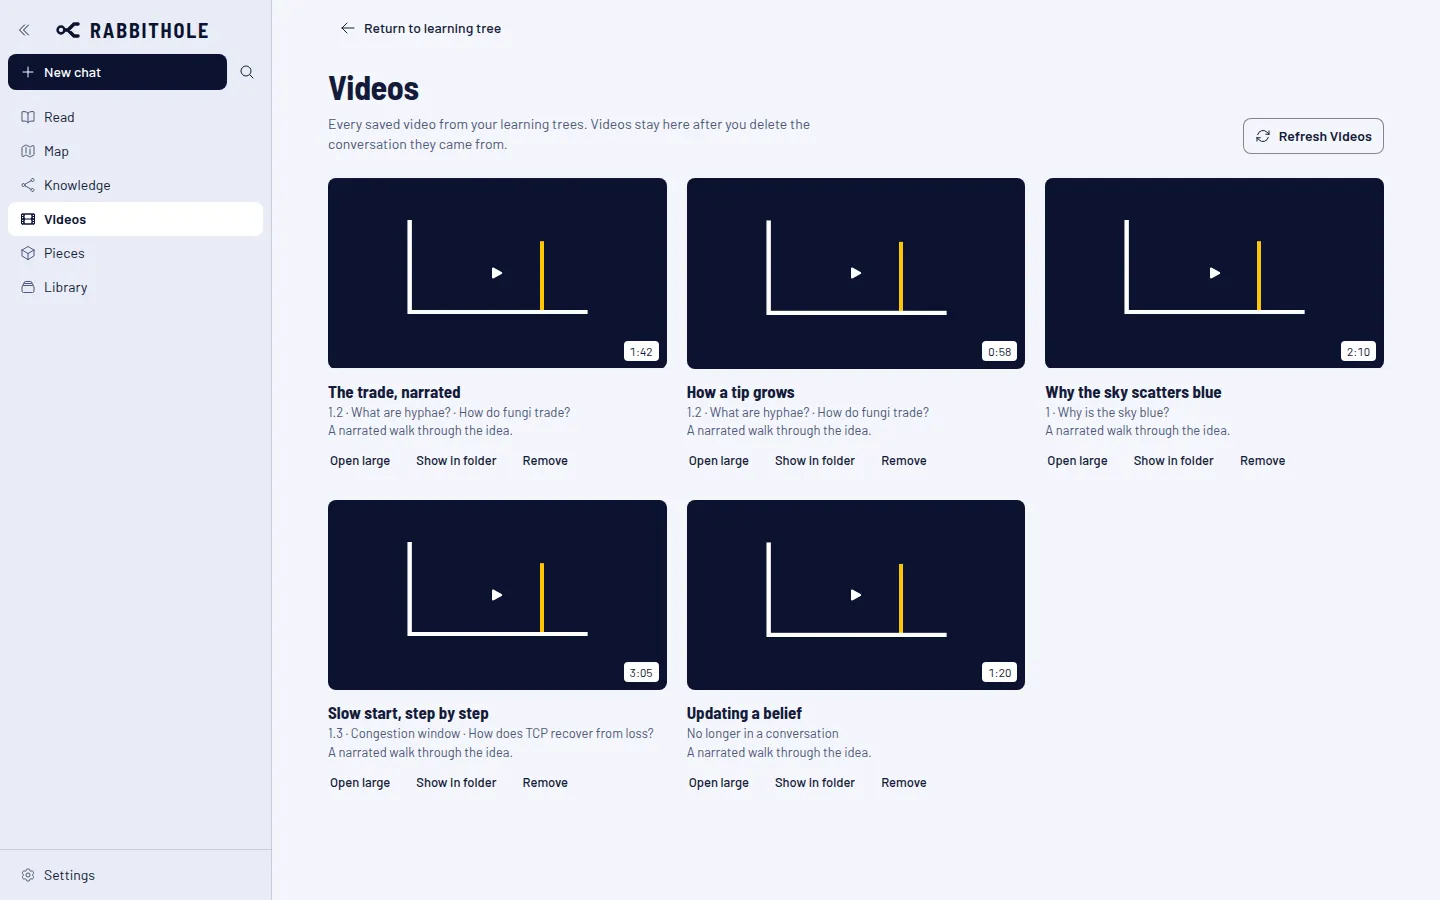 RABBITHOLE
New chat
Read
Map
Knowledge
Videos
Pieces
Library
Settings
Return to learning tree
Videos
Every saved video from your learning trees. Videos stay here after you delete the
conversation they came from.
Refresh Videos
1:42
0:58
2:10
The trade, narrated
1.2 · What are hyphae? · How do fungi trade?
A narrated walk through the idea.
Open large
Show in folder
Remove
How a tip grows
1.2 · What are hyphae? · How do fungi trade?
A narrated walk through the idea.
Open large
Show in folder
Remove
Why the sky scatters blue
1 · Why is the sky blue?
A narrated walk through the idea.
Open large
Show in folder
Remove
3:05
1:20
Slow start, step by step
1.3 · Congestion window · How does TCP recover from loss?
A narrated walk through the idea.
Open large
Show in folder
Remove
Updating a belief
No longer in a conversation
A narrated walk through the idea.
Open large
Show in folder
Remove